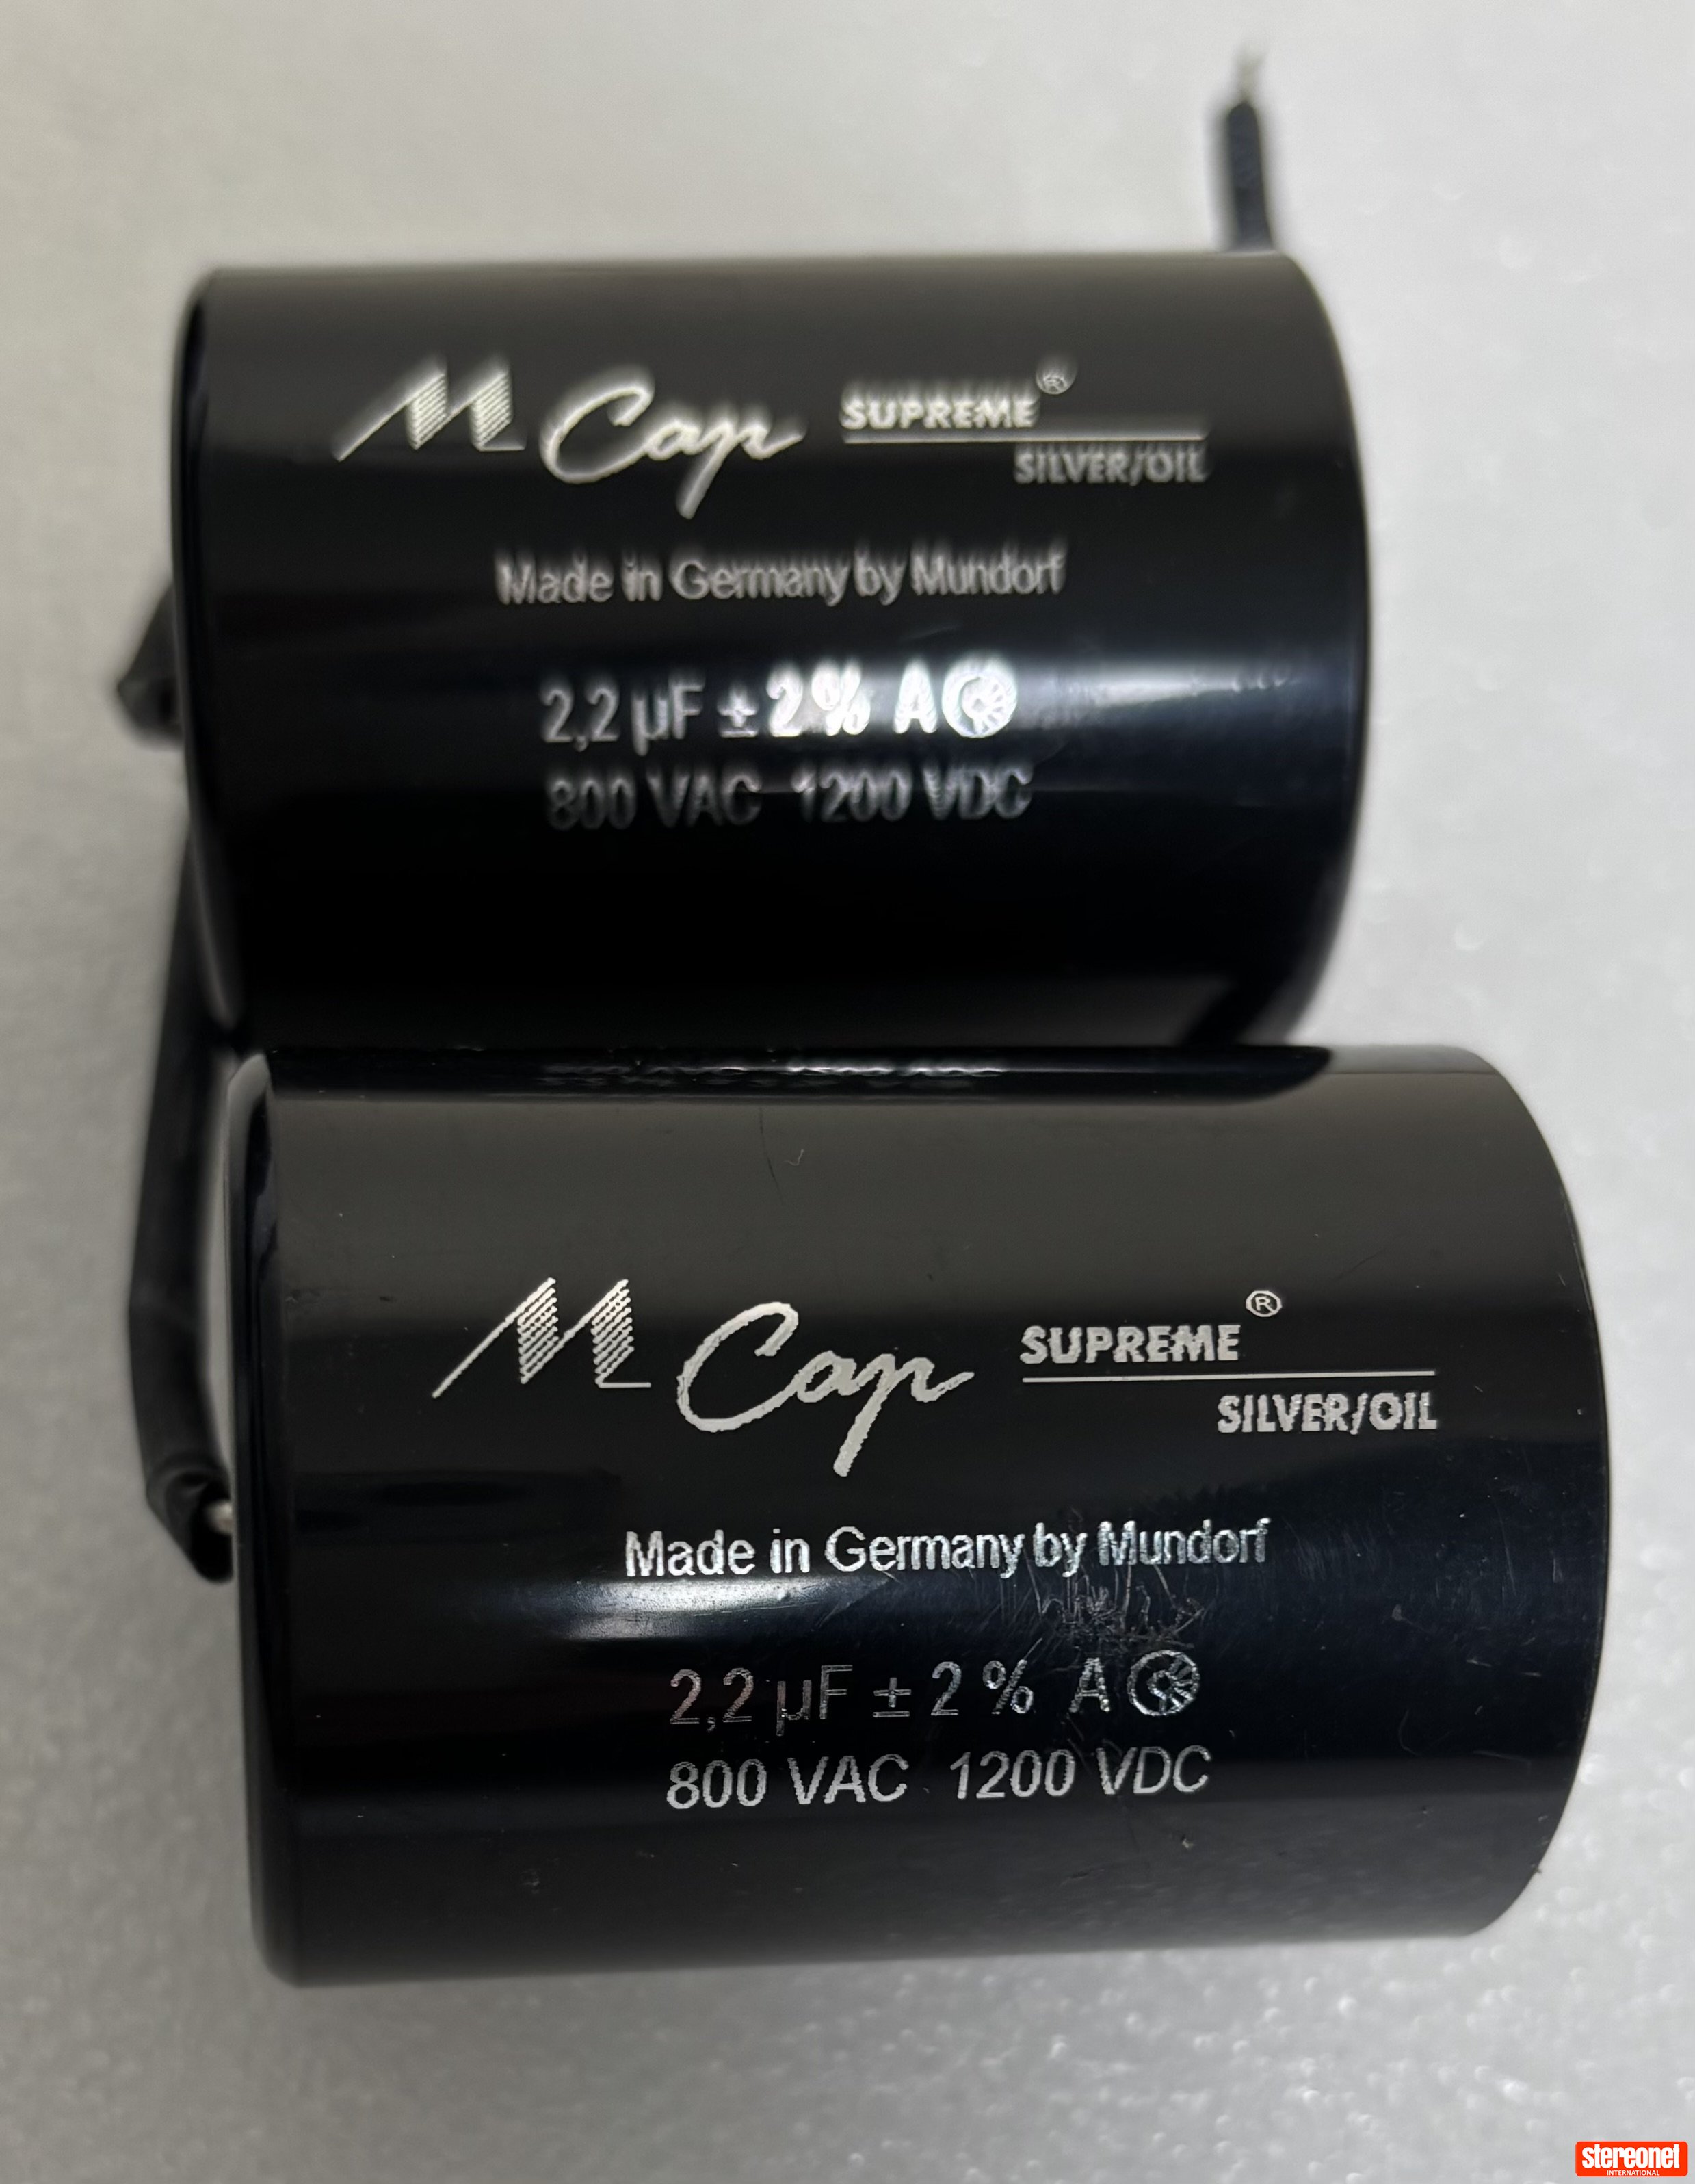 M Cap SUPREME®
SILVER/OIL
Made in Germany by Mundorf
2,2 µF ± 2 % A
800 VAC 1200 VDC
M Cap SUPREME®
SILVER/OIL
Made in Germany by Mundorf
2,2 µF ± 2 % A
800 VAC 1200 VDC
stereonet
INTERNATIONAL